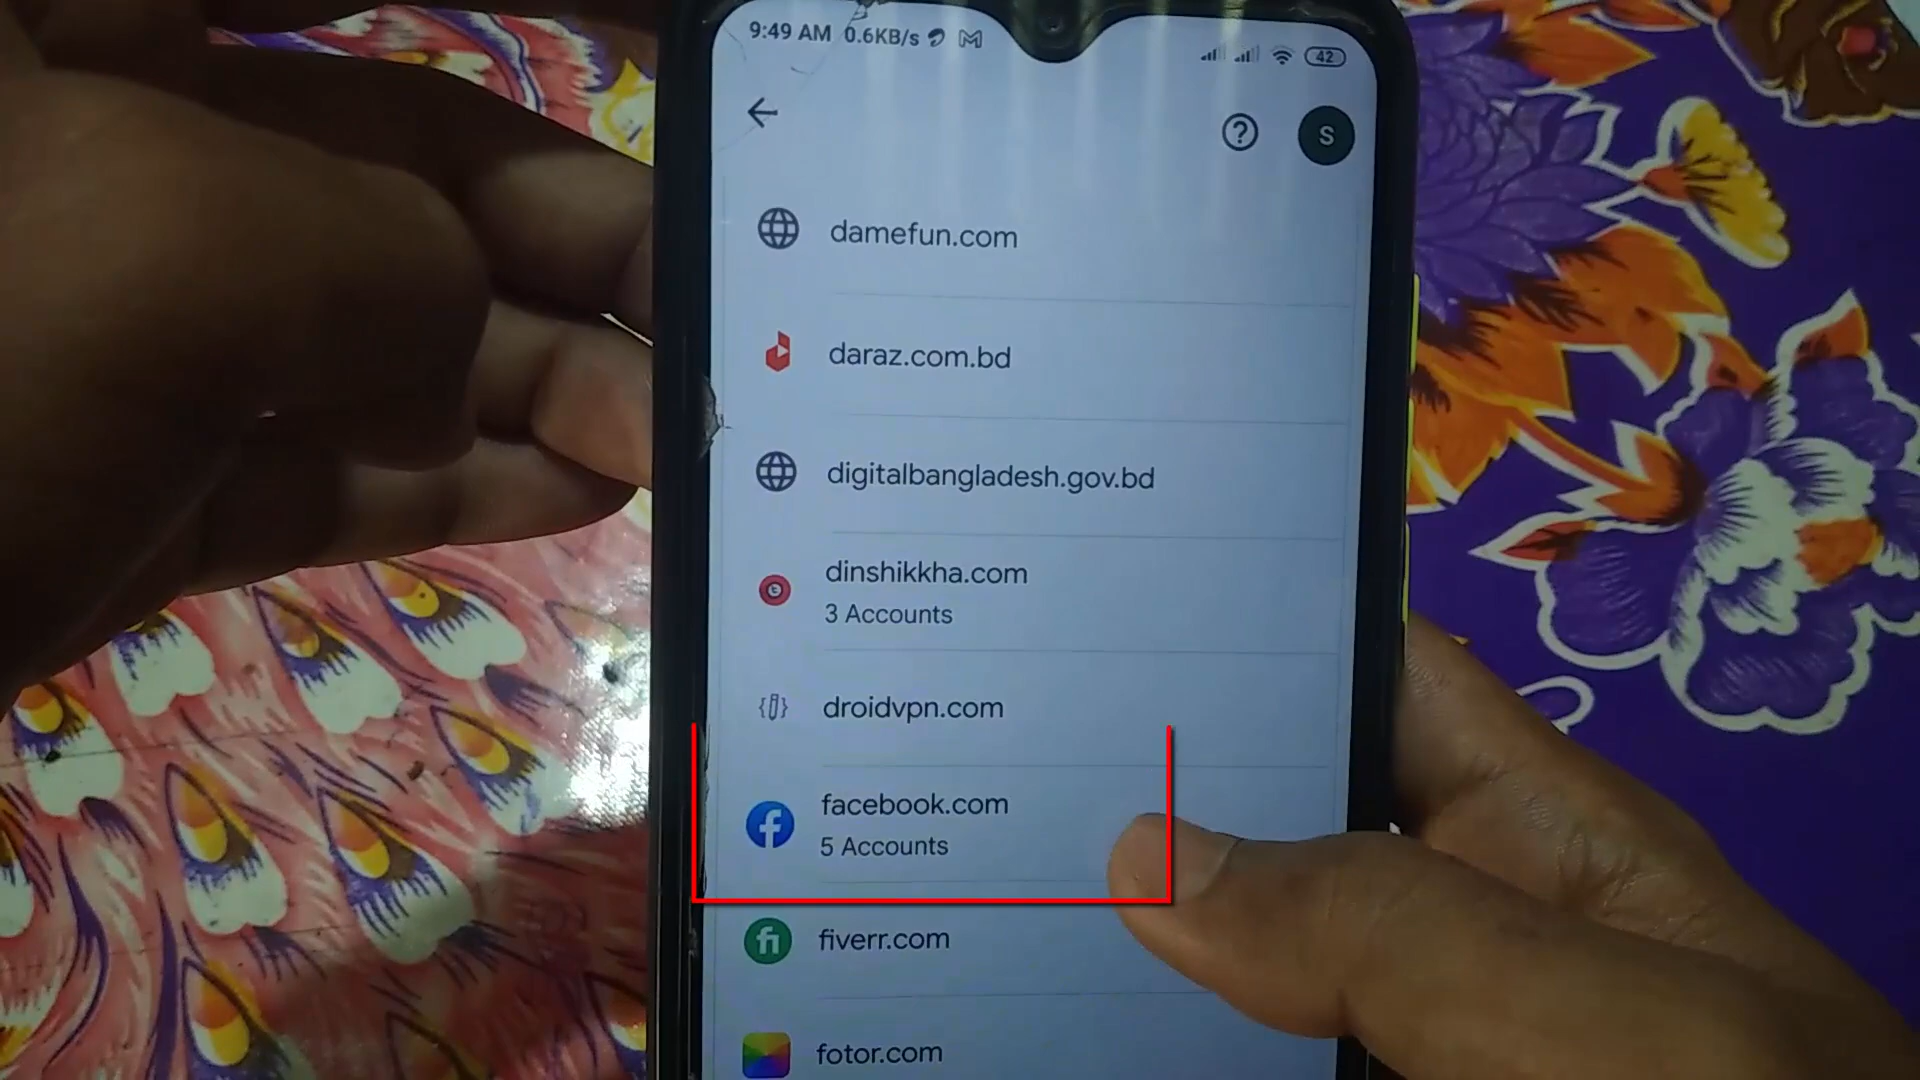 9:49 AM 0.6KB/s
42
S
damefun.com
daraz.com.bd
digitalbangladesh.gov.bd
dinshikkha.com
3 Accounts
droidvpn.com
facebook.com
5 Accounts
fiverr.com
fotor.com